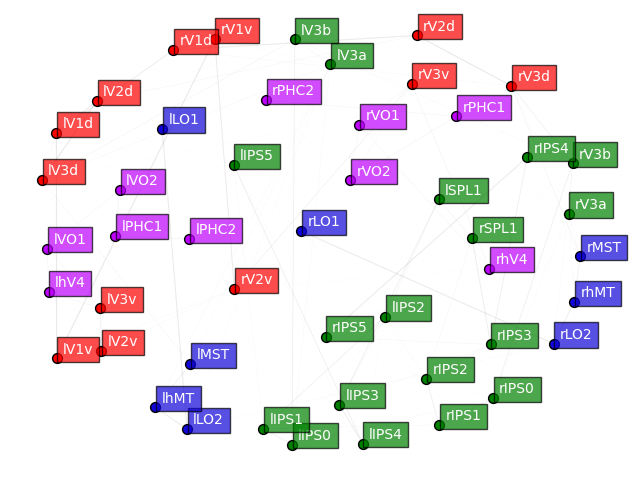 rV1d
rV1v
lV3b
rV2d
lV3a
rV3v
rV3d
lV2d
rPHC2
rPHC1
lV1d
lLO1
rVO1
lIPS5
rIPS4
rV3b
lV3d
lVO2
rVO2
lSPL1
rV3a
lPHC1
lPHC2
rLO1
rSPL1
lVO1
rMST
rhV4
lhV4
rV2v
lV3v
rhMT
lIPS2
rIPS5
rIPS3
rLO2
lV1v
lV2v
lMST
rIPS2
rIPS0
lhMT
lIPS3
lLO2
lIPS1
rIPS1
lIPS0
lIPS4